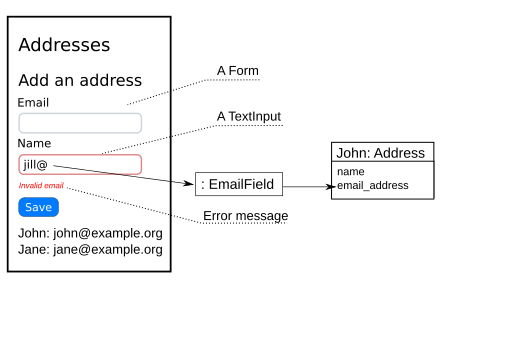 Addresses
Add an address
Email
Name
jill@
Invalid email
Save
John: john@example.org
Jane: jane@example.org
A Form
A TextInput
: EmailField
Error message
John: Address
name
email_address